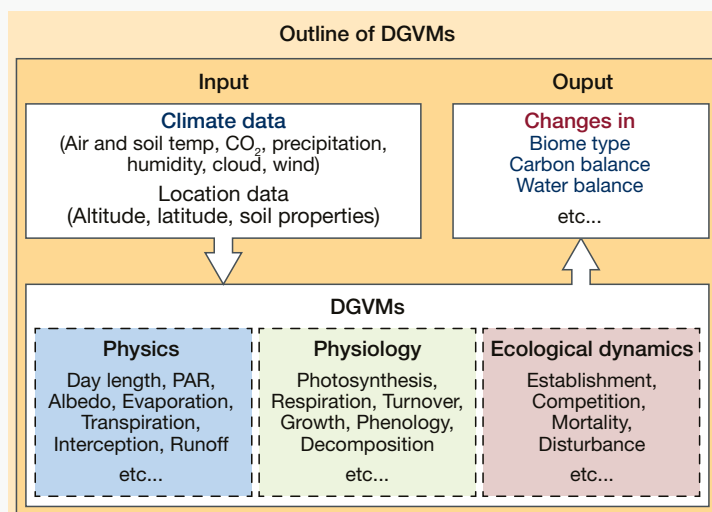 Outline of DGVMs
Input
Climate data
(Air and soil temp, CO₂, precipitation,
humidity, cloud, wind)
Location data
(Altitude, latitude, soil properties)
Ouput
Changes in
Biome type
Carbon balance
Water balance
etc...
DGVMs
Physics
Day length, PAR,
Albedo, Evaporation,
Transpiration,
Interception, Runoff
etc...
Physiology
Photosynthesis,
Respiration, Turnover,
Growth, Phenology,
Decomposition
etc...
Ecological dynamics
Establishment,
Competition,
Mortality,
Disturbance
etc...